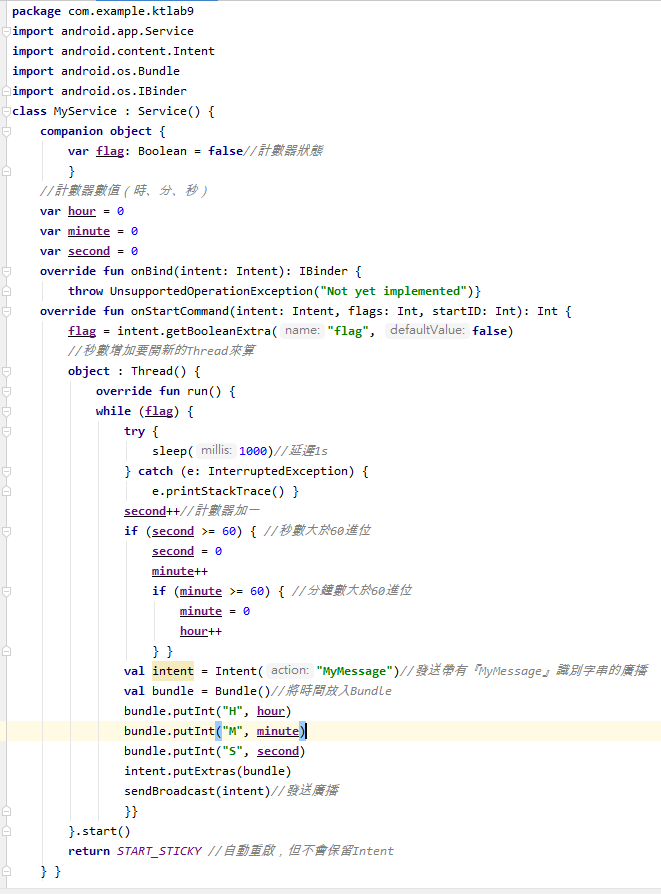 package com.example.ktlab9
import android.app.Service
import android.content.Intent
import android.os.Bundle
import android.os.IBinder
class MyService : Service() {
    companion object {
        var flag: Boolean = false//計數器狀態
        }
    //計數器數值(時、分、秒)
    var hour = 0
    var minute = 0
    var second = 0
    override fun onBind(intent: Intent): IBinder {
        throw UnsupportedOperationException("Not yet implemented")}
    override fun onStartCommand(intent: Intent, flags: Int, startID: Int): Int {
        flag = intent.getBooleanExtra( name: "flag", defaultValue: false)
        //秒數增加要開新的Thread來算
        object : Thread() {
            override fun run() {
            while (flag) {
                try {
                    sleep( millis: 1000)//延遲1s
                } catch (e: InterruptedException) {
                    e.printStackTrace() }
                second++//計數器加一
                if (second >= 60) { //秒數大於60進位
                    second = 0
                    minute++
                    if (minute >= 60) { //分鐘數大於60進位
                        minute = 0
                        hour++
                    } }
                val intent = Intent( action: "MyMessage")//發送帶有『MyMessage』識別字串的廣播
                val bundle = Bundle()//將時間放入Bundle
                bundle.putInt("H", hour)
                bundle.putInt("M", minute)
                bundle.putInt("S", second)
                intent.putExtras(bundle)
                sendBroadcast(intent)//發送廣播
                }}
        }.start()
        return START_STICKY //自動重啟，但不會保留Intent
    } }